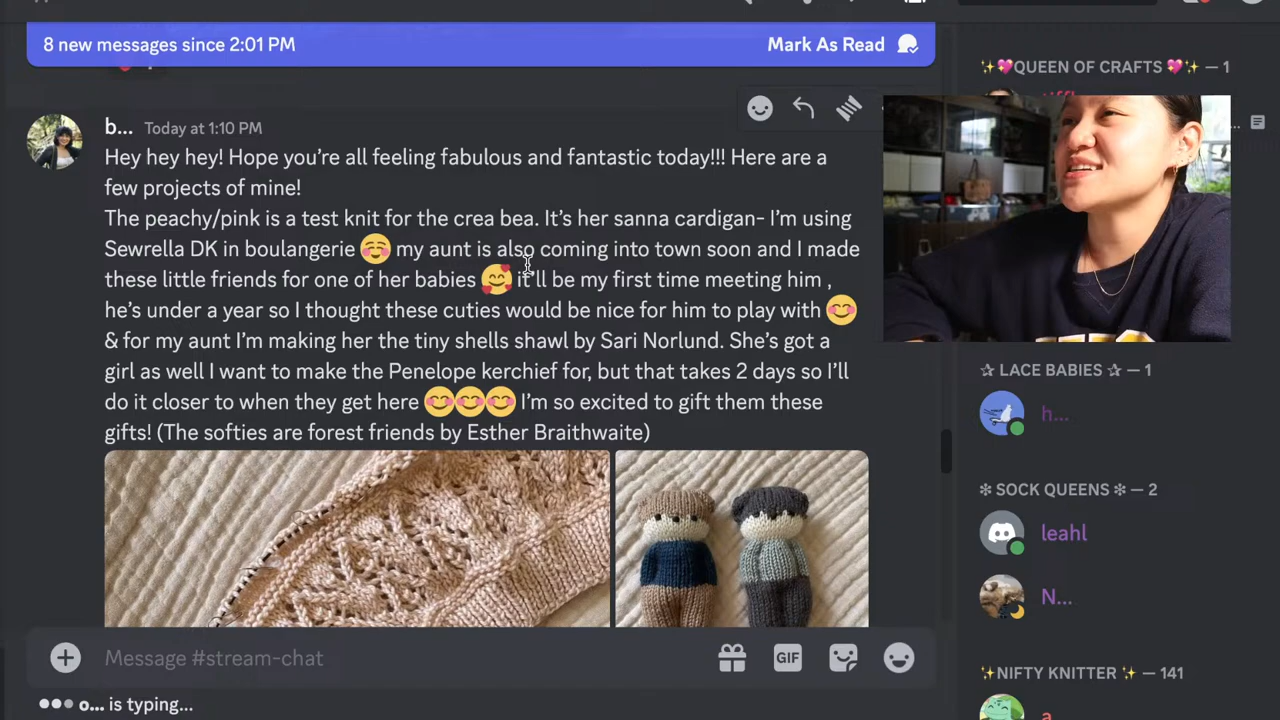 8 new messages since 2:01 PM
Mark As Read
b... Today at 1:10 PM
Hey hey hey! Hope you're all feeling fabulous and fantastic today!!! Here are a
few projects of mine!
The peachy/pink is a test knit for the crea bea. It's her sanna cardigan- I'm using
Sewrella DK in boulangerie ☺️ my aunt is also coming into town soon and I made
these little friends for one of her babies 🥰 it'll be my first time meeting him ,
he's under a year so I thought these cuties would be nice for him to play with 😊
& for my aunt I'm making her the tiny shells shawl by Sari Norlund. She's got a
girl as well I want to make the Penelope kerchief for, but that takes 2 days so I'll
do it closer to when they get here 😊😊😊 I'm so excited to gift them these
gifts! (The softies are forest friends by Esther Braithwaite)
Message #stream-chat
GIF
o... is typing...
✨💖QUEEN OF CRAFTS 💖✨ — 1
✰ LACE BABIES ✰ — 1
h...
❇ SOCK QUEENS ❇ — 2
leahl
N...
✨NIFTY KNITTER ✨ — 141